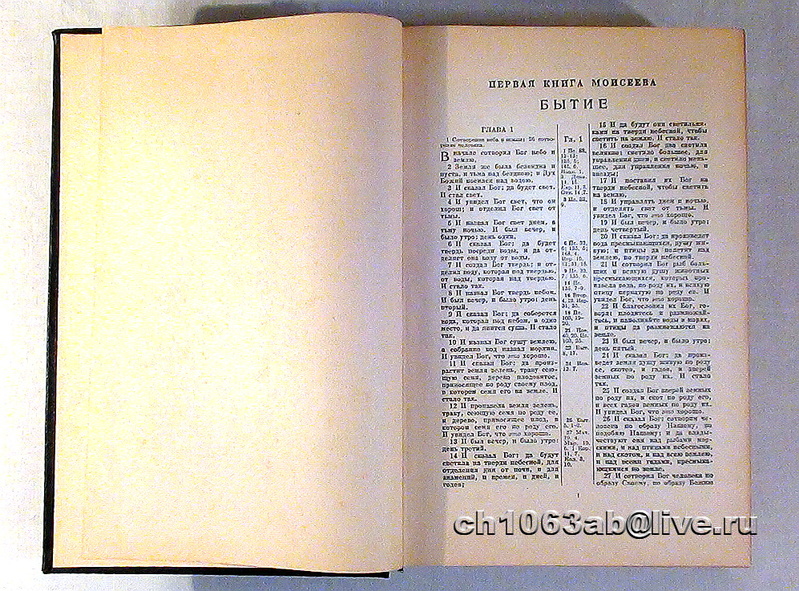 ПЕРВАЯ КНИГА МОИСЕЕВА
БЫТИЕ
ГЛАВА 1
1 Сотворение неба и земли; 26 сотво-
рение человека.
В начале сотворил Бог небо и
землю.
2 Земля же была безвидна и
пуста, и тьма над бездною; и Дух
Божий носился над водою.
3 И сказал Бог: да будет свет.
И стал свет.
4 И увидел Бог свет, что он
хорош; и отделил Бог свет от
тьмы.
5 И назвал Бог свет днем, а
тьму ночью. И был вечер, и
было утро: день один.
6 И сказал Бог: да будет
твердь посреди воды, и да от-
деляет она воду от воды.
7 И создал Бог твердь; и от-
делил воду, которая под твердью,
от воды, которая над твердью.
И стало так.
8 И назвал Бог твердь небом.
И был вечер, и было утро: день
второй.
9 И сказал Бог: да соберется
вода, которая под небом, в одно
место, и да явится суша. И стало
так.
10 И назвал Бог сушу землею,
а собрание вод назвал морями.
И увидел Бог, что это хорошо.
11 И сказал Бог: да произ-
растит земля зелень, траву сею-
щую семя, дерево плодовитое,
приносящее по роду своему плод,
в котором семя его на земле. И
стало так.
12 И произвела земля зелень,
траву, сеющую семя по роду ее,
и дерево, приносящее плод, в
котором семя его по роду его.
И увидел Бог, что это хорошо.
13 И был вечер, и было утро:
день третий.
14 И сказал Бог: да будут
светила на тверди небесной, для
отделения дня от ночи, и для
знамений, и времен, и дней, и
годов;
Гл. 1
15 И да будут они светильни-
ками на тверди небесной, чтобы
светить на землю. И стало так.
16 И создал Бог два светила
великие: светило большее, для
управления днем, и светило мень-
шее, для управления ночью, и
звезды;
17 И поставил их Бог на
тверди небесной, чтобы светить
на землю,
18 И управлять днем и ночью,
и отделять свет от тьмы. И
увидел Бог, что это хорошо.
19 И был вечер, и было утро:
день четвертый.
20 И сказал Бог: да произведет
вода пресмыкающихся, душу жи-
вую; и птицы да полетят над
землею, по тверди небесной.
21 И сотворил Бог рыб боль-
ших и всякую душу животных
пресмыкающихся, которых про-
извела вода, по роду их, и всякую
птицу пернатую по роду ее. И
увидел Бог, что это хорошо.
22 И благословил их Бог, го-
воря: плодитесь и размножай-
тесь, и наполняйте воды в морях,
и птицы да размножаются на
земле.
23 И был вечер, и было утро:
день пятый.
24 И сказал Бог: да произ-
ведет земля душу живую по роду
ее, скотов, и гадов, и зверей
земных по роду их. И стало
так.
25 И создал Бог зверей земных
по роду их, и скот по роду его,
и всех гадов земных по роду их.
И увидел Бог, что это хорошо.
26 И сказал Бог: сотворим че-
ловека по образу Нашему, по
подобию Нашему; и да владыч-
ествуют они над рыбами мор-
скими, и над птицами небесными,
и над скотом, и над всею землею,
и над всеми гадами, пресмыка-
ющимися по земле.
27 И сотворил Бог человека по
образу Своему, по образу Божию
1
ch1063ab@live.ru